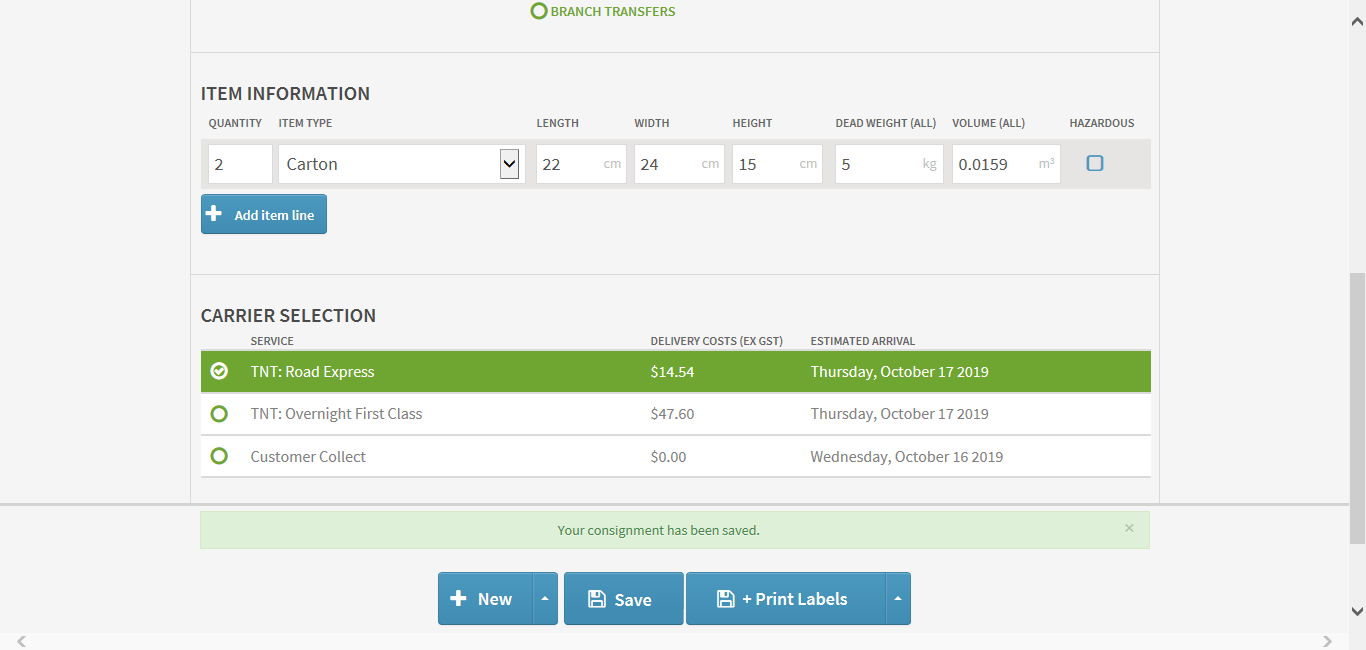 BRANCH TRANSFERS
ITEM INFORMATION
QUANTITY ITEM TYPE LENGTH WIDTH HEIGHT DEAD WEIGHT (ALL) VOLUME (ALL) HAZARDOUS
2 Carton 22 cm 24 cm 15 cm 5 kg 0.0159 m³
Add item line
CARRIER SELECTION
SERVICE DELIVERY COSTS (EX GST) ESTIMATED ARRIVAL
TNT: Road Express $14.54 Thursday, October 17 2019
TNT: Overnight First Class $47.60 Thursday, October 17 2019
Customer Collect $0.00 Wednesday, October 16 2019
Your consignment has been saved. ×
New Save + Print Labels